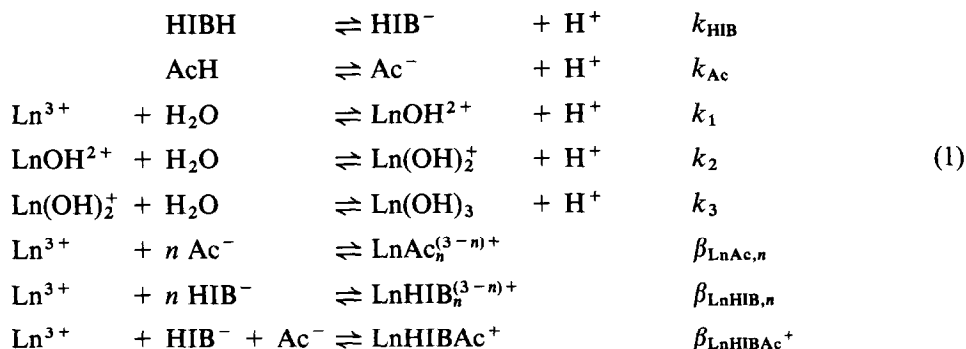 HIBH ⇌ HIB⁻ + H⁺ k_HIB
AcH ⇌ Ac⁻ + H⁺ k_Ac
Ln³⁺ + H₂O ⇌ LnOH²⁺ + H⁺ k₁
LnOH²⁺ + H₂O ⇌ Ln(OH)₂⁺ + H⁺ k₂ (1)
Ln(OH)₂⁺ + H₂O ⇌ Ln(OH)₃ + H⁺ k₃
Ln³⁺ + n Ac⁻ ⇌ LnAcₙ⁽³⁻ⁿ⁾⁺ β_LnAc,n
Ln³⁺ + n HIB⁻ ⇌ LnHIBₙ⁽³⁻ⁿ⁾⁺ β_LnHIB,n
Ln³⁺ + HIB⁻ + Ac⁻ ⇌ LnHIBAc⁺ β_LnHIBAc⁺